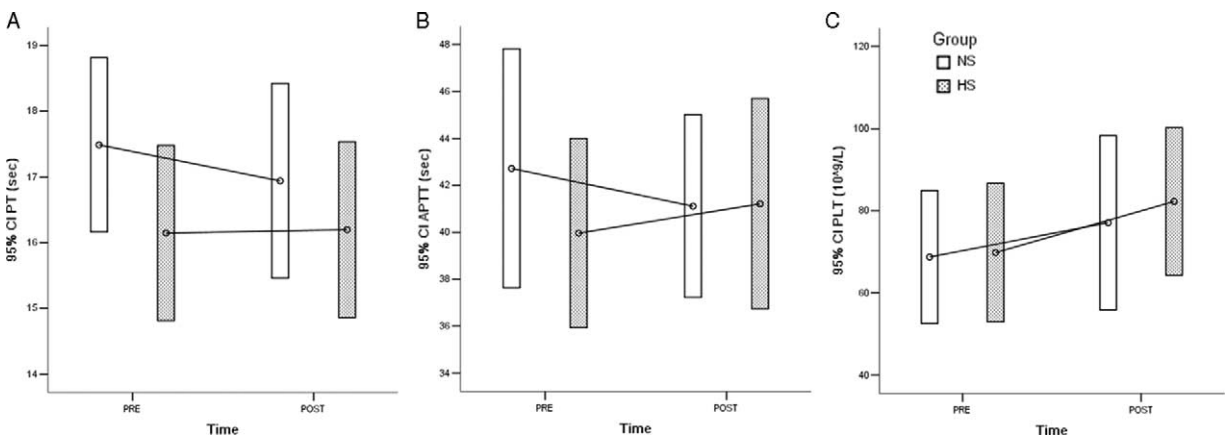 A
95% CI PT (sec)
19
18
17
16
15
14
PRE
POST
Time
B
95% CI APTT (sec)
48
46
44
42
40
38
36
34
PRE
POST
Time
C
95% CI PLT (10^9/L)
120
100
80
60
40
Group
NS
HS
PRE
POST
Time